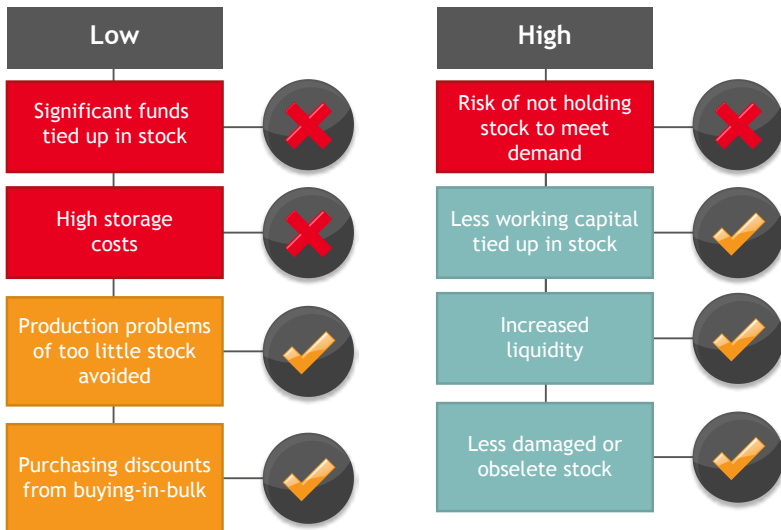 Low
Significant funds
tied up in stock
High storage
costs
Production problems
of too little stock
avoided
Purchasing discounts
from buying-in-bulk
High
Risk of not holding
stock to meet
demand
Less working capital
tied up in stock
Increased
liquidity
Less damaged or
obselete stock